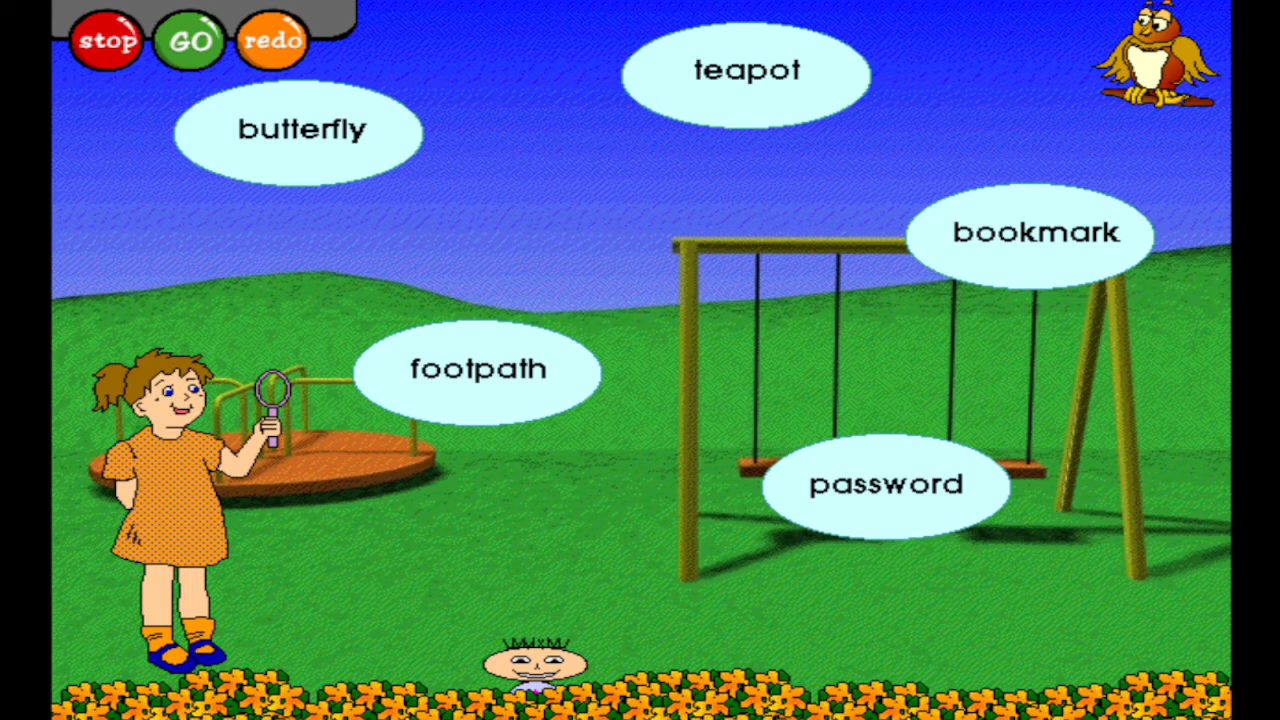 stop GO redo
teapot
butterfly
bookmark
footpath
password